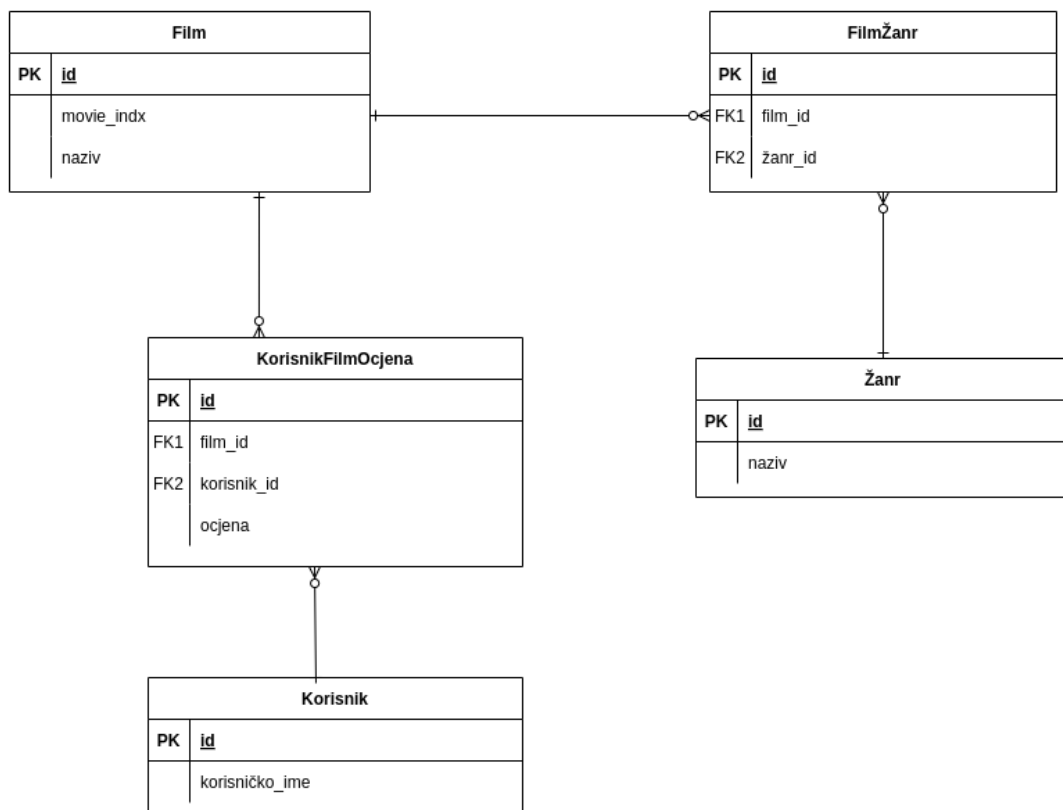 Film
PK id
movie_indx
naziv
FilmŽanr
PK id
FK1 film_id
FK2 žanr_id
KorisnikFilmOcjena
PK id
FK1 film_id
FK2 korisnik_id
ocjena
Žanr
PK id
naziv
Korisnik
PK id
korisničko_ime